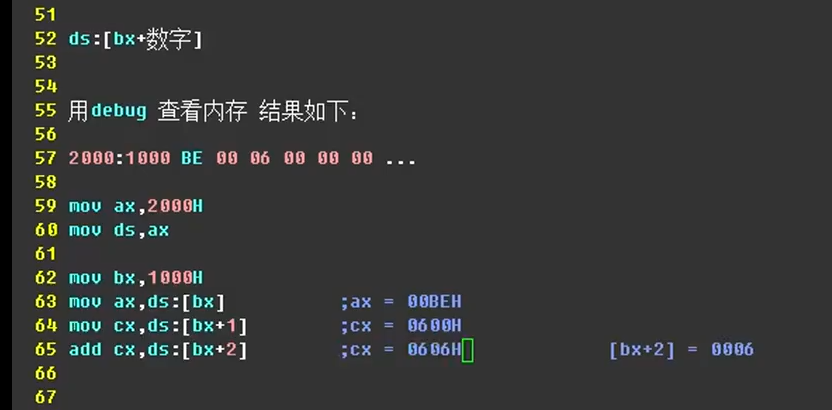 51
52 ds:[bx+数字]
53
54
55 用debug 查看内存 结果如下：
56
57 2000:1000 BE 00 06 00 00 00 ...
58
59 mov ax,2000H
60 mov ds,ax
61
62 mov bx,1000H
63 mov ax,ds:[bx] ;ax = 00BEH
64 mov cx,ds:[bx+1] ;cx = 0600H
65 add cx,ds:[bx+2] ;cx = 0606H [bx+2] = 0006
66
67